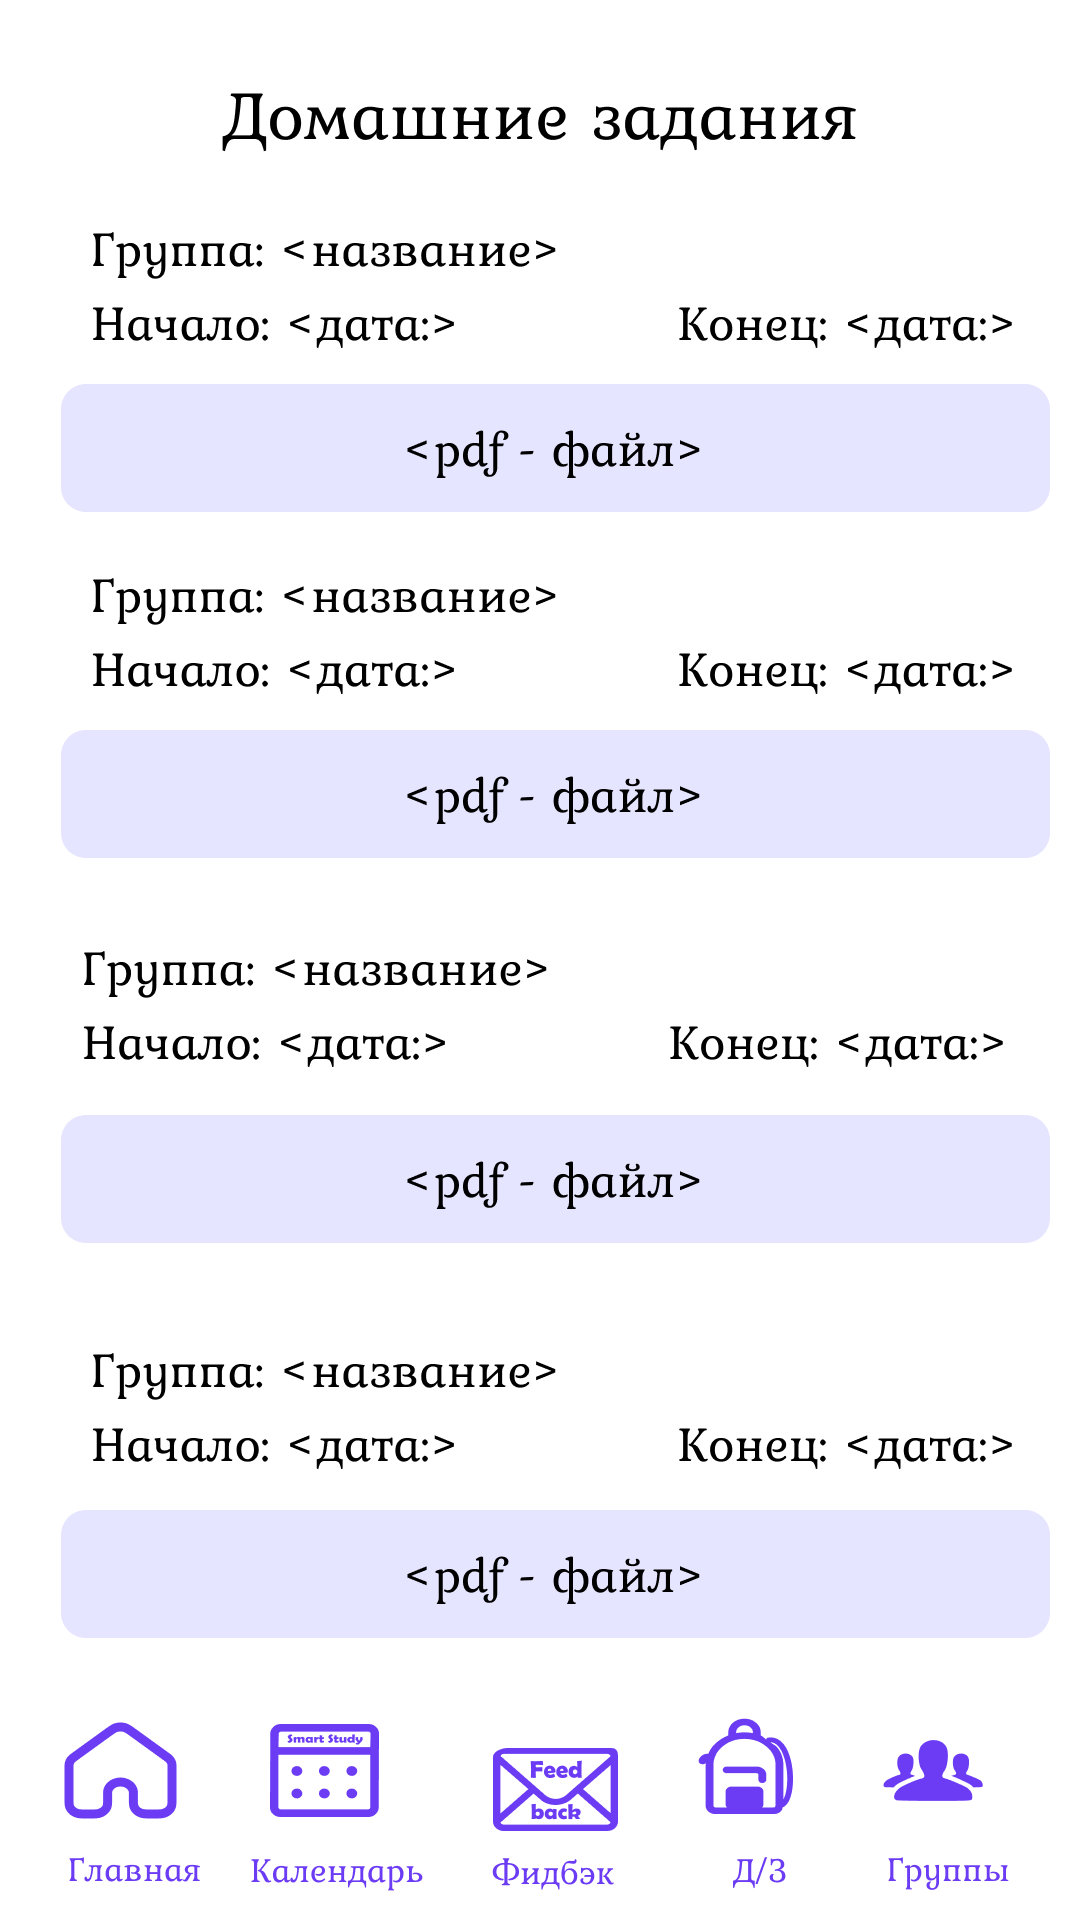 Домашние задания
Группа: <название>
Начало: <дата:> Конец: <дата:>
<pdf - файл>
Группа: <название>
Начало: <дата:> Конец: <дата:>
<pdf - файл>
Группа: <название>
Начало: <дата:> Конец: <дата:>
<pdf - файл>
Группа: <название>
Начало: <дата:> Конец: <дата:>
<pdf - файл>
Smart Study
Feed
back
Главная Календарь Фидбэк Д/З Группы